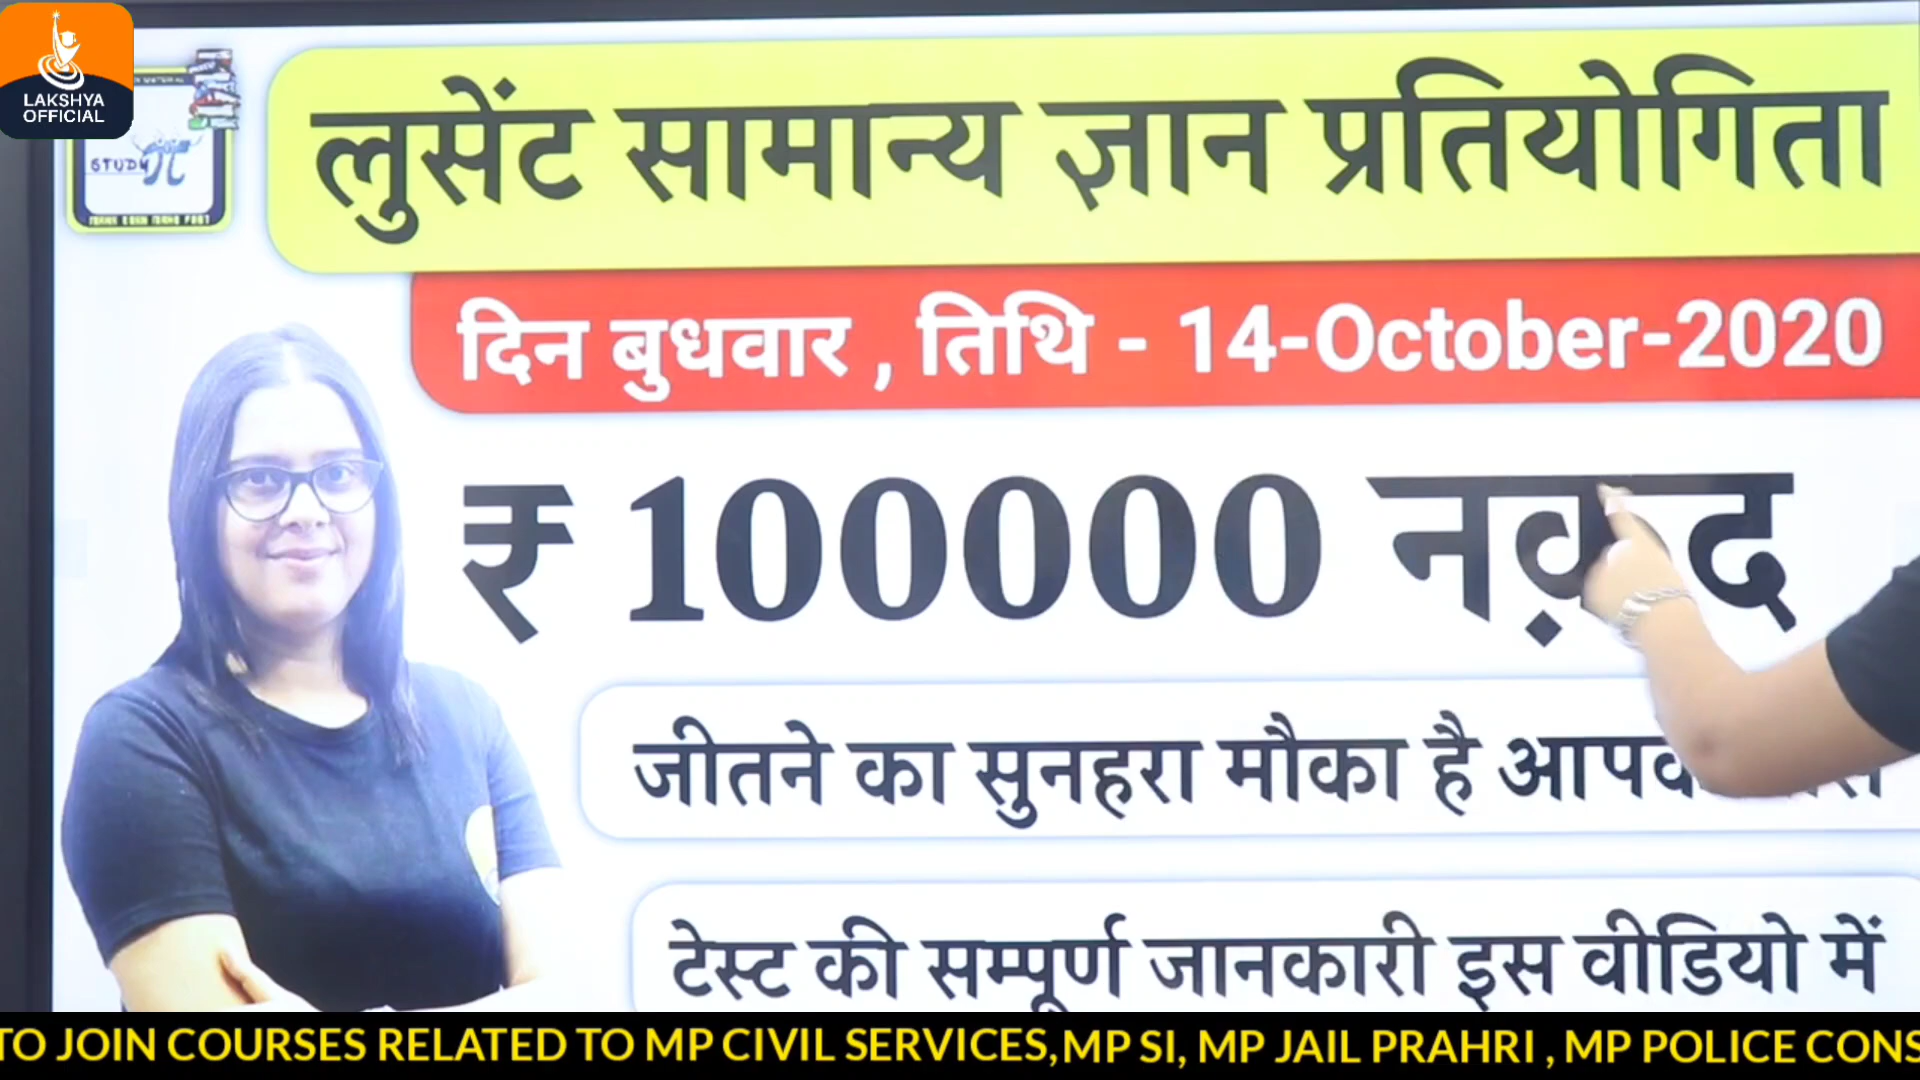 LAKSHYA
OFFICIAL
STUDY
लुसेंट सामान्य ज्ञान प्रतियोगिता
दिन बुधवार , तिथि - 14-October-2020
₹ 100000 नक़द
जीतने का सुनहरा मौका है
टेस्ट की सम्पूर्ण जानकारी इस वीडियो में
TO JOIN COURSES RELATED TO MP CIVIL SERVICES, MP SI, MP JAIL PRAHRI , MP POLICE CONS